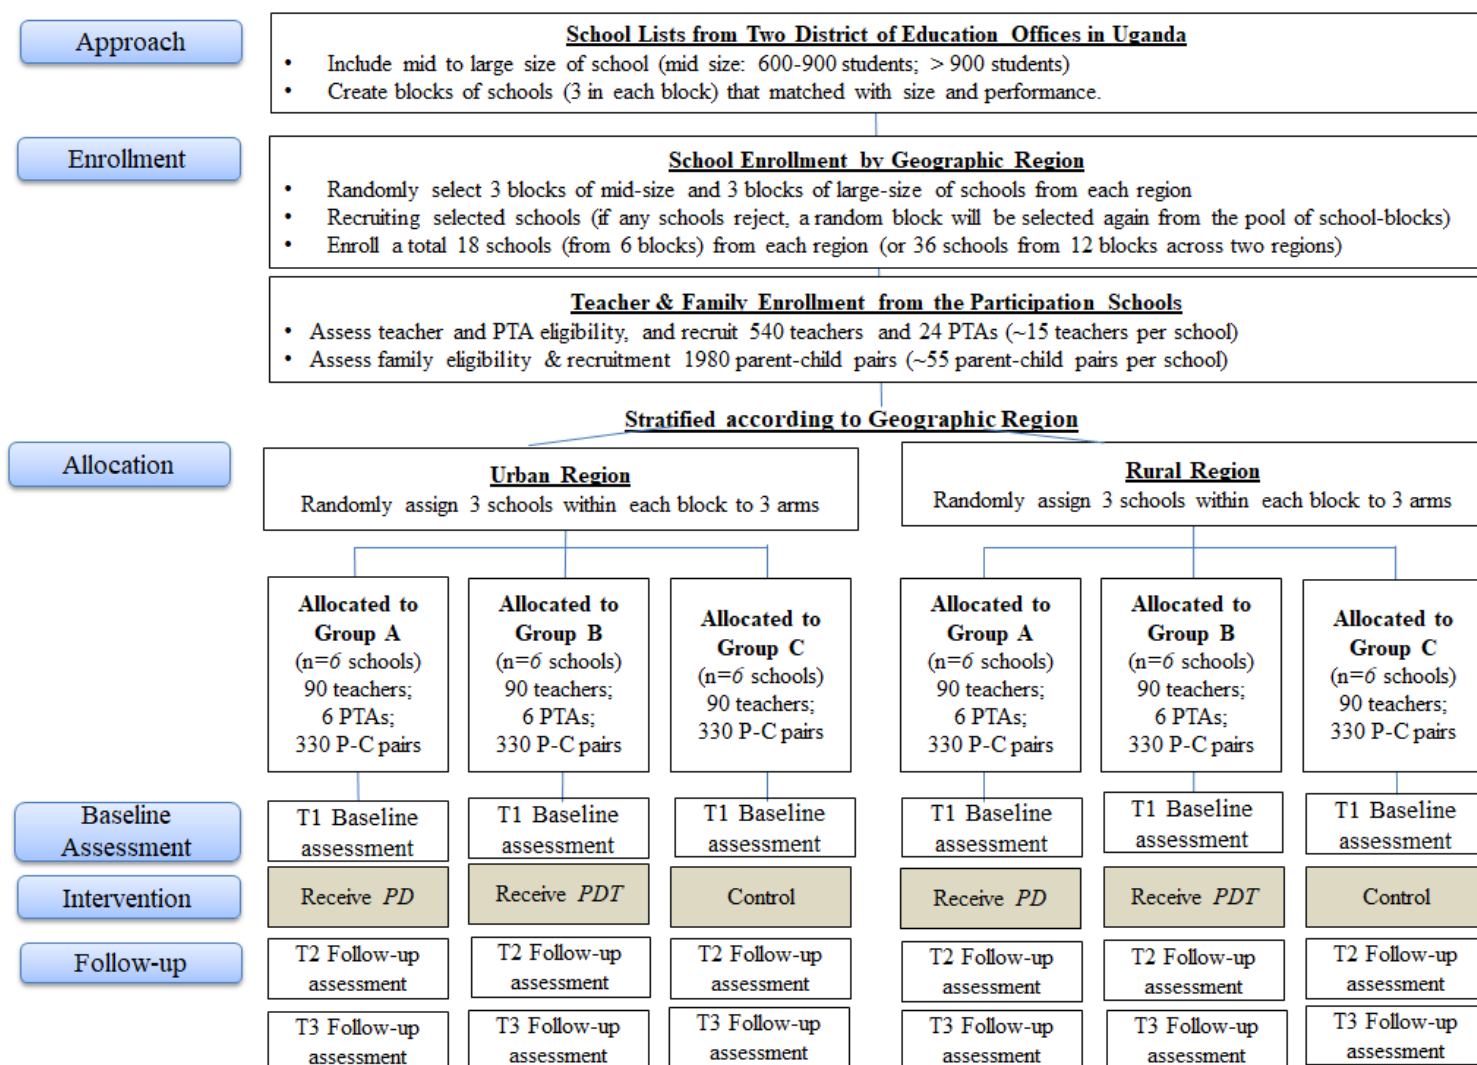 Approach
School Lists from Two District of Education Offices in Uganda
• Include mid to large size of school (mid size: 600-900 students; > 900 students)
• Create blocks of schools (3 in each block) that matched with size and performance.
Enrollment
School Enrollment by Geographic Region
• Randomly select 3 blocks of mid-size and 3 blocks of large-size of schools from each region
• Recruiting selected schools (if any schools reject, a random block will be selected again from the pool of school-blocks)
• Enroll a total 18 schools (from 6 blocks) from each region (or 36 schools from 12 blocks across two regions)
Teacher & Family Enrollment from the Participation Schools
• Assess teacher and PTA eligibility, and recruit 540 teachers and 24 PTAs (~15 teachers per school)
• Assess family eligibility & recruitment 1980 parent-child pairs (~55 parent-child pairs per school)
Stratified according to Geographic Region
Allocation
Urban Region
Randomly assign 3 schools within each block to 3 arms
Rural Region
Randomly assign 3 schools within each block to 3 arms
Allocated to
Group A
(n=6 schools)
90 teachers;
6 PTAs;
330 P-C pairs
Allocated to
Group B
(n=6 schools)
90 teachers;
6 PTAs;
330 P-C pairs
Allocated to
Group C
(n=6 schools)
90 teachers;
330 P-C pairs
Allocated to
Group A
(n=6 schools)
90 teachers;
6 PTAs;
330 P-C pairs
Allocated to
Group B
(n=6 schools)
90 teachers;
6 PTAs;
330 P-C pairs
Allocated to
Group C
(n=6 schools)
90 teachers;
330 P-C pairs
Baseline
Assessment
T1 Baseline
assessment
T1 Baseline
assessment
T1 Baseline
assessment
T1 Baseline
assessment
T1 Baseline
assessment
T1 Baseline
assessment
Intervention
Receive PD
Receive PDT
Control
Receive PD
Receive PDT
Control
Follow-up
T2 Follow-up
assessment
T2 Follow-up
assessment
T2 Follow-up
assessment
T2 Follow-up
assessment
T2 Follow-up
assessment
T2 Follow-up
assessment
T3 Follow-up
assessment
T3 Follow-up
assessment
T3 Follow-up
assessment
T3 Follow-up
assessment
T3 Follow-up
assessment
T3 Follow-up
assessment